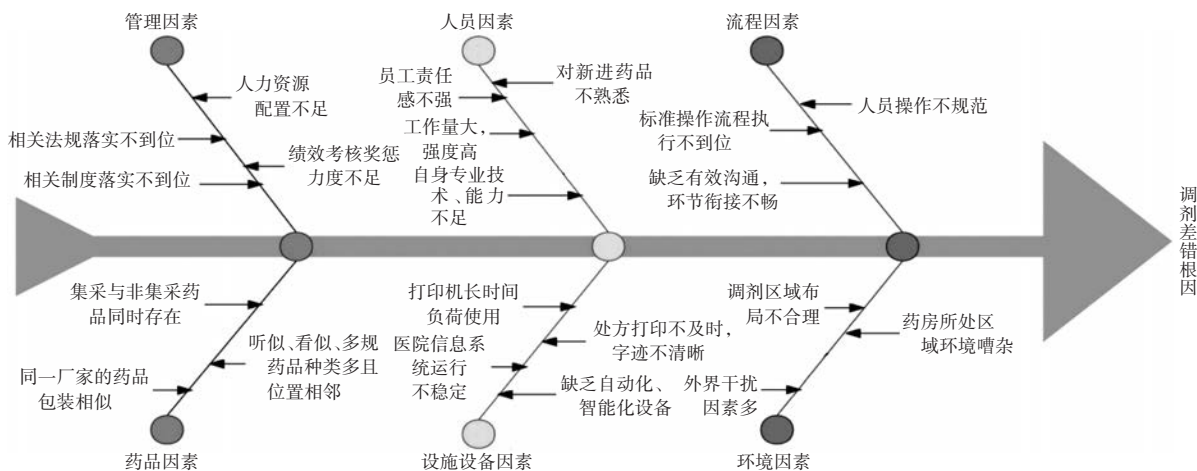 管理因素
人力资源
配置不足
相关法规落实不到位
绩效考核奖惩
力度不足
相关制度落实不到位
人员因素
员工责任
感不强
对新进药品
不熟悉
工作量大，
强度高
自身专业技
术、能力
不足
流程因素
人员操作不规范
标准操作流程执
行不到位
缺乏有效沟通，
环节衔接不畅
调剂差错根因
集采与非集采药
品同时存在
听似、看似、多规
药品种类多且
位置相邻
同一厂家的药品
包装相似
药品因素
打印机长时间
负荷使用
处方打印不及时，
字迹不清晰
医院信息系
统运行
不稳定
缺乏自动化、
智能化设备
设施设备因素
调剂区域布
局不合理
药房所处区
域环境嘈杂
外界干扰
因素多
环境因素